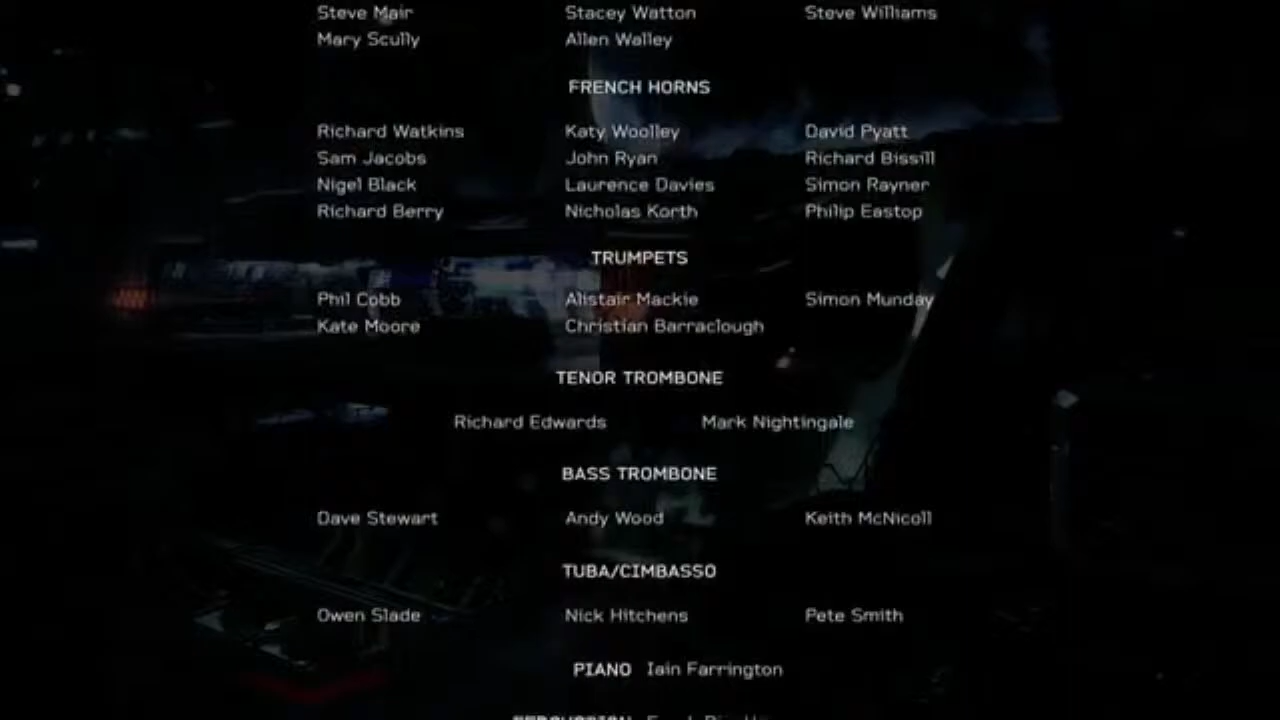 Steve Mair Stacey Watton Steve Williams
Mary Scully Allen Walley
FRENCH HORNS
Richard Watkins Katy Woolley David Pyatt
Sam Jacobs John Ryan Richard Bissill
Nigel Black Laurence Davies Simon Rayner
Richard Berry Nicholas Korth Philip Eastop
TRUMPETS
Phil Cobb Alistair Mackie Simon Munday
Kate Moore Christian Barraclough
TENOR TROMBONE
Richard Edwards Mark Nightingale
BASS TROMBONE
Dave Stewart Andy Wood Keith McNicoll
TUBA/CIMBASSO
Owen Slade Nick Hitchens Pete Smith
PIANO Iain Farrington